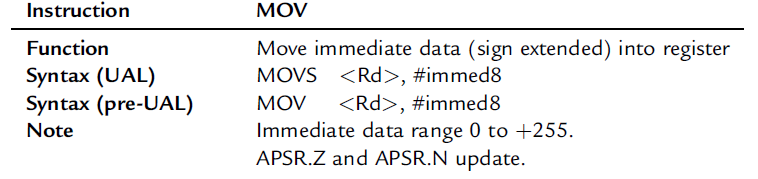 Instruction MOV
Function Move immediate data (sign extended) into register
Syntax (UAL) MOVS <Rd>, #immed8
Syntax (pre-UAL) MOV <Rd>, #immed8
Note Immediate data range 0 to +255.
APSR.Z and APSR.N update.